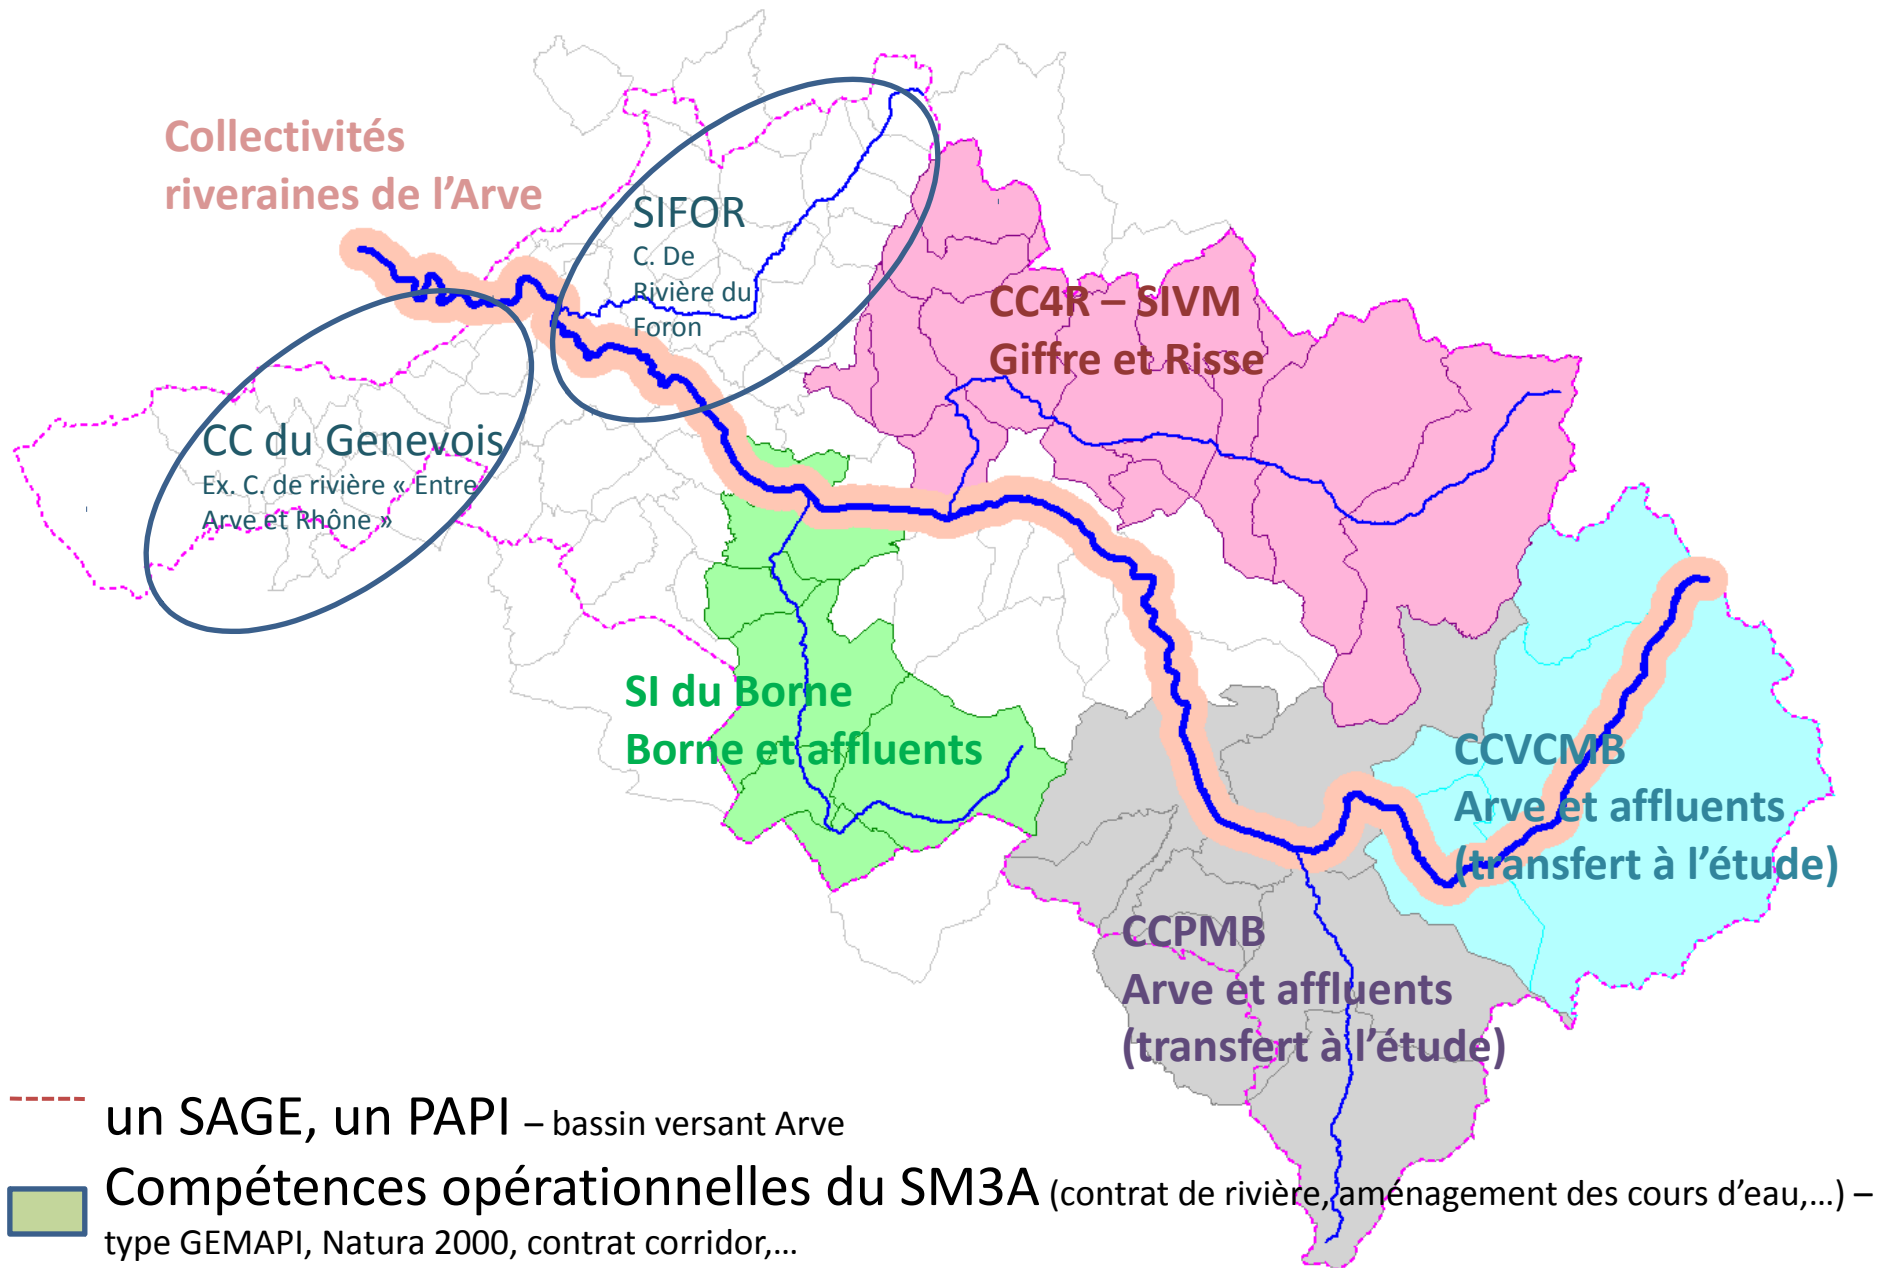 Collectivités
riveraines de l’Arve
SIFOR
C. De
Rivière du
Foron
CC4R – SIVM
Giffre et Risse
CC du Genevois
Ex. C. de rivière « Entre
Arve et Rhône »
SI du Borne
Borne et affluents
CCVCMB
Arve et affluents
(transfert à l’étude)
CCPMB
Arve et affluents
(transfert à l’étude)
un SAGE, un PAPI – bassin versant Arve
Compétences opérationnelles du SM3A (contrat de rivière, aménagement des cours d’eau,…) –
type GEMAPI, Natura 2000, contrat corridor,…